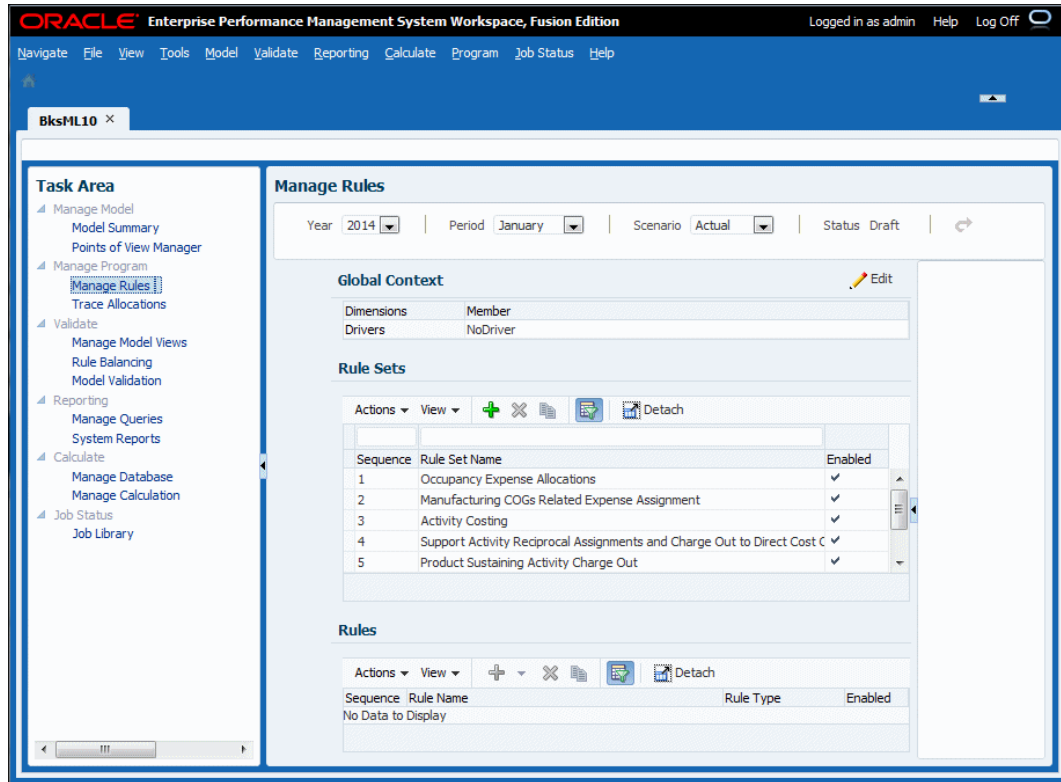 ORACLE Enterprise Performance Management System Workspace, Fusion Edition Logged in as admin Help Log Off
Navigate File View Tools Model Validate Reporting Calculate Program Job Status Help
BksML10
Task Area
Manage Model
Model Summary
Points of View Manager
Manage Program
Manage Rules
Trace Allocations
Validate
Manage Model Views
Rule Balancing
Model Validation
Reporting
Manage Queries
System Reports
Calculate
Manage Database
Manage Calculation
Job Status
Job Library
Manage Rules
Year 2014 Period January Scenario Actual Status Draft
Global Context Edit
Dimensions Member
Drivers NoDriver
Rule Sets
Actions View Detach
Sequence Rule Set Name Enabled
1 Occupancy Expense Allocations
2 Manufacturing COGs Related Expense Assignment
3 Activity Costing
4 Support Activity Reciprocal Assignments and Charge Out to Direct Cost
5 Product Sustaining Activity Charge Out
Rules
Actions View Detach
Sequence Rule Name Rule Type Enabled
No Data to Display